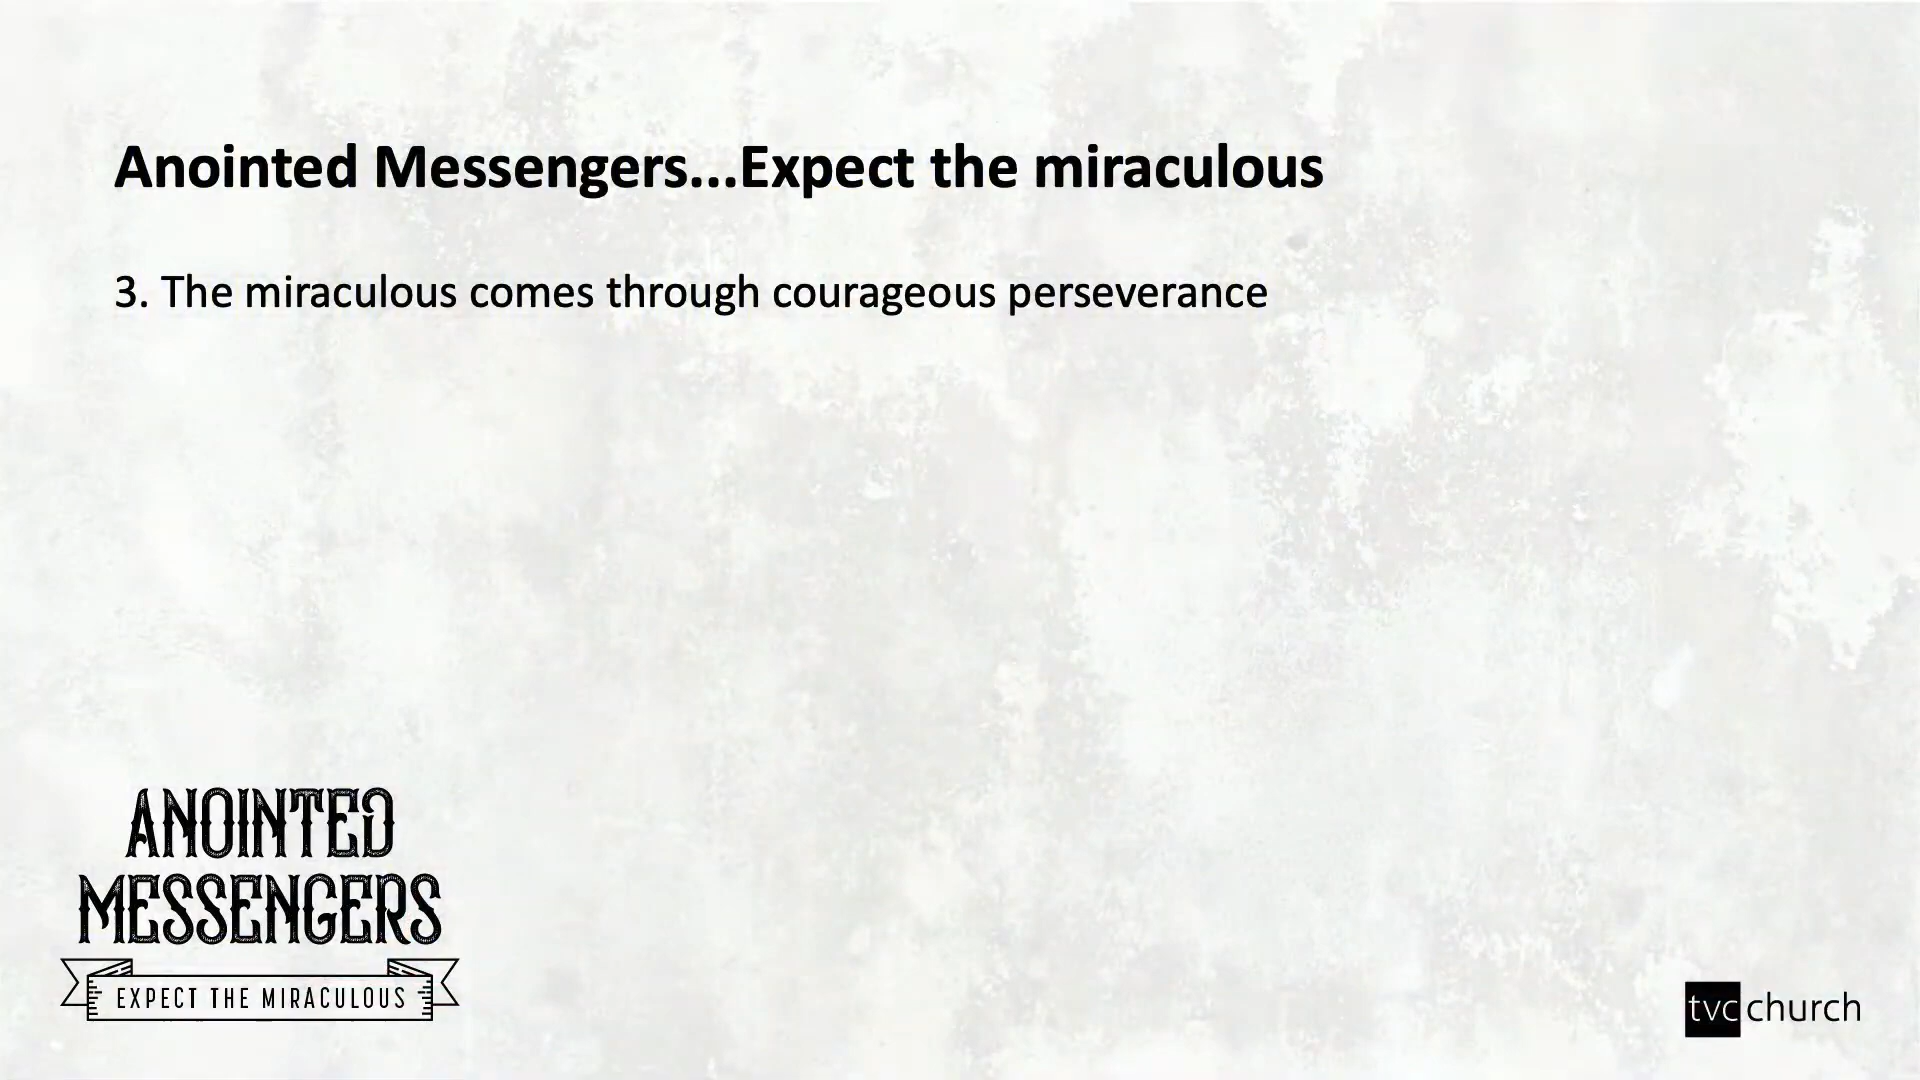 Anointed Messengers...Expect the miraculous
3. The miraculous comes through courageous perseverance
ANOINTED
MESSENGERS
EXPECT THE MIRACULOUS
tvc church